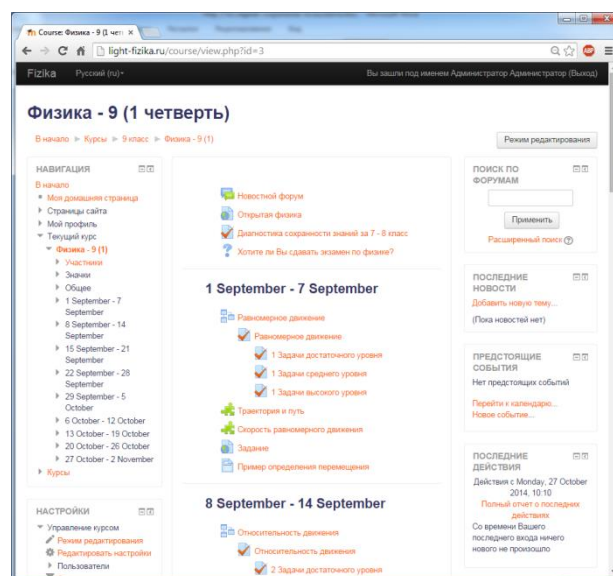 Course: Физика - 9 (1 четв
light-fizika.ru/course/view.php?id=3
Fizika
Русский (ru)
Вы зашли под именем Администратор Администратор (Выход)
Физика - 9 (1 четверть)
В начало ► Курсы ► 9 класс ► Физика - 9 (1)
Режим редактирования
НАВИГАЦИЯ
В начало
Моя домашняя страница
Страницы сайта
Мой профиль
Текущий курс
Физика - 9 (1)
Участники
Значки
Общее
1 September - 7
September
8 September - 14
September
15 September - 21
September
22 September - 28
September
29 September - 5
October
6 October - 12 October
13 October - 19 October
20 October - 26 October
27 October - 2 November
Курсы
НАСТРОЙКИ
Управление курсом
Режим редактирования
Редактировать настройки
Пользователи
Новостной форум
Открытая физика
Диагностика сохранности знаний за 7 - 8 класс
Хотите ли Вы сдавать экзамен по физике?
1 September - 7 September
Равномерное движение
Равномерное движение
1 Задачи достаточного уровня
1 Задачи среднего уровня
1 Задачи высокого уровня
Траектория и путь
Скорость равномерного движения
Задание
Пример определения перемещения
8 September - 14 September
Относительность движения
Относительность движения
2 Задачи достаточного уровня
ПОИСК ПО
ФОРУМАМ
Применить
Расширенный поиск
ПОСЛЕДНИЕ
НОВОСТИ
Добавить новую тему...
(Пока новостей нет)
ПРЕДСТОЯЩИЕ
СОБЫТИЯ
Нет предстоящих событий
Перейти к календарю...
Новое событие...
ПОСЛЕДНИЕ
ДЕЙСТВИЯ
Действия с Monday, 27 October
2014, 10:10
Полный отчет о последних
действиях
Со времени Вашего
последнего входа ничего
нового не произошло